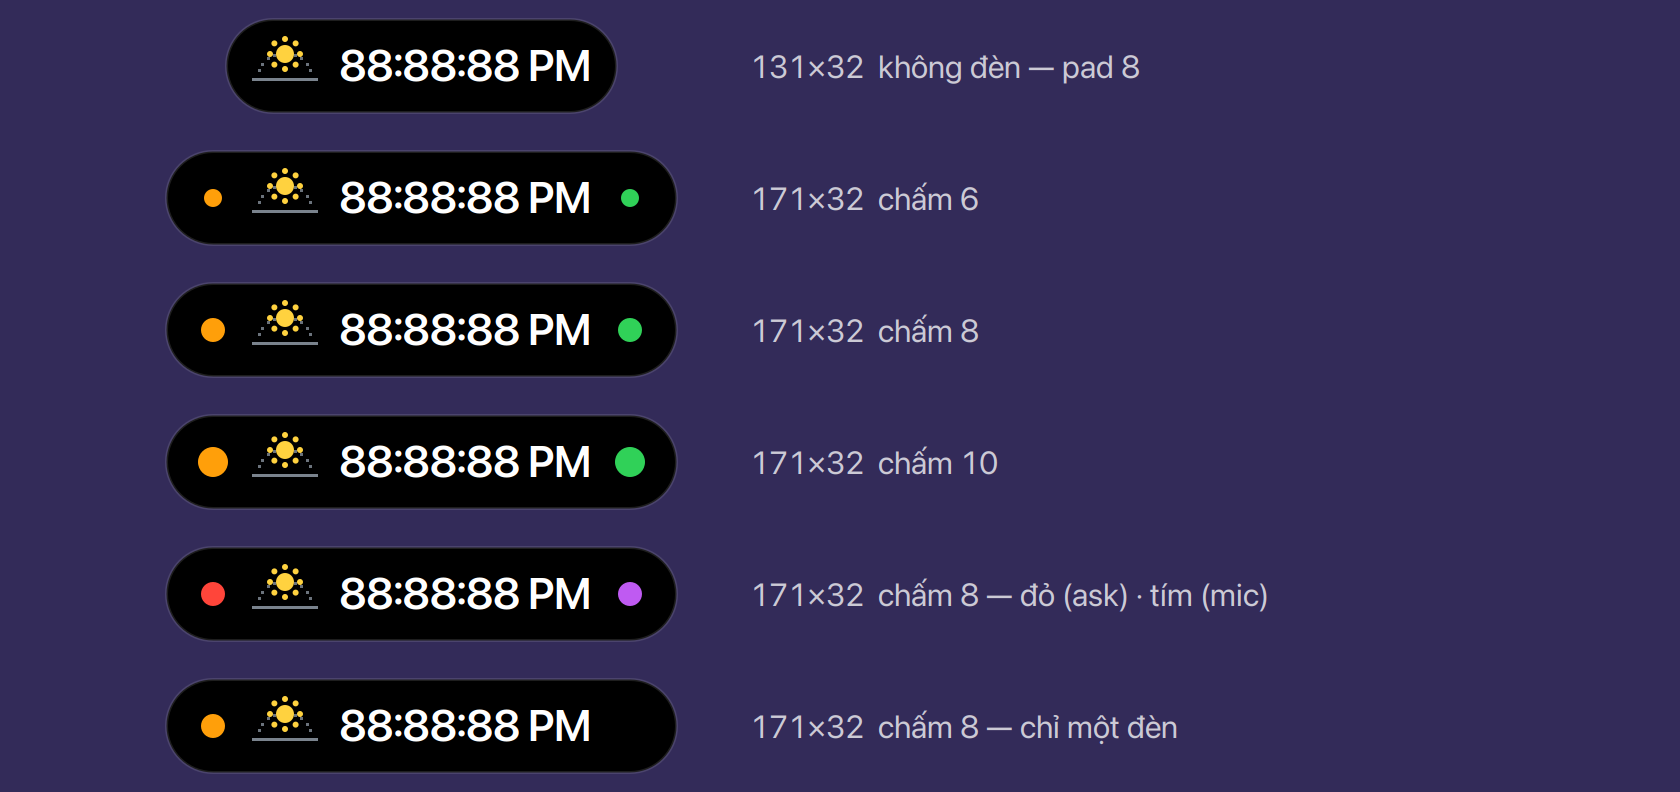 88:88:88 PM 131×32 không đèn — pad 8
88:88:88 PM 171×32 chấm 6
88:88:88 PM 171×32 chấm 8
88:88:88 PM 171×32 chấm 10
88:88:88 PM 171×32 chấm 8 — đỏ (ask) · tím (mic)
88:88:88 PM 171×32 chấm 8 — chỉ một đèn